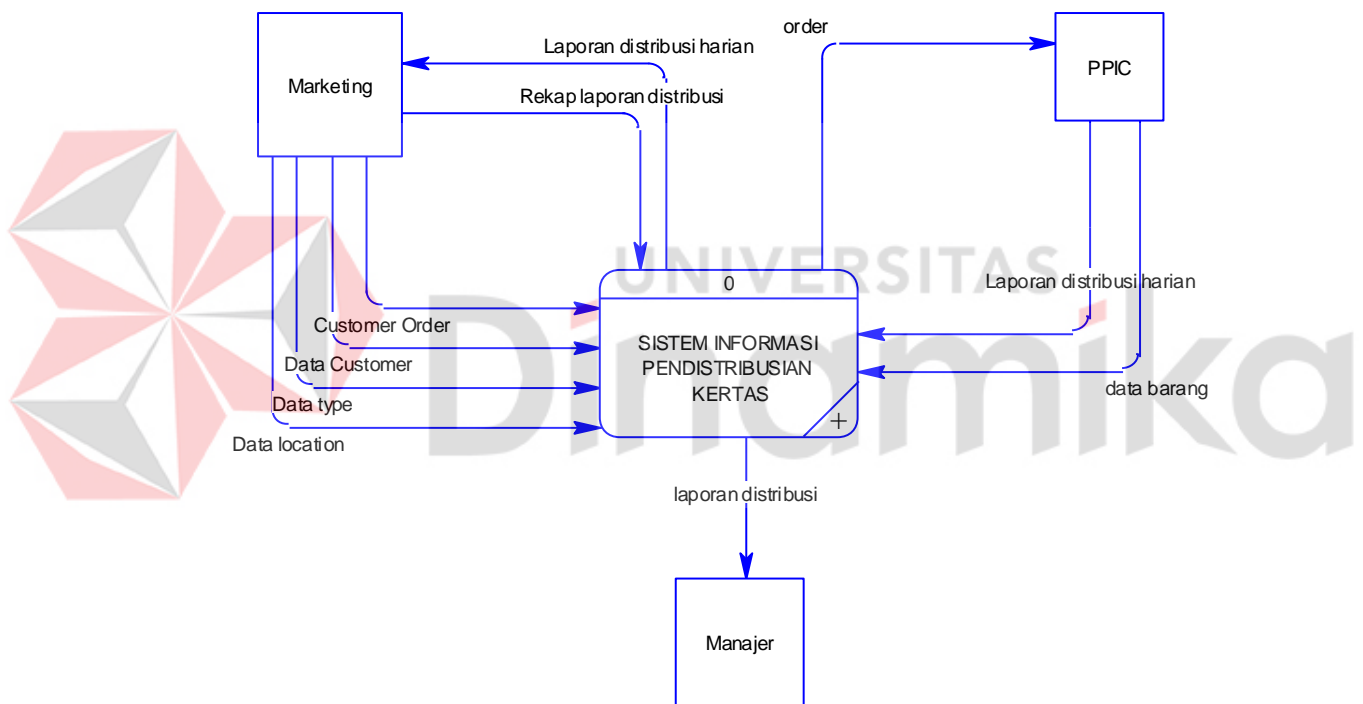 order
Laporan distribusi harian
Marketing
PPIC
Rekap laporan distribusi
UNIVERSITAS
Dinamika
0
Laporan distribusi harian
Customer Order
SISTEM INFORMASI
PENDISTRIBUSIAN
KERTAS
Data Customer
data barang
Data type
+
Data location
laporan distribusi
Manajer